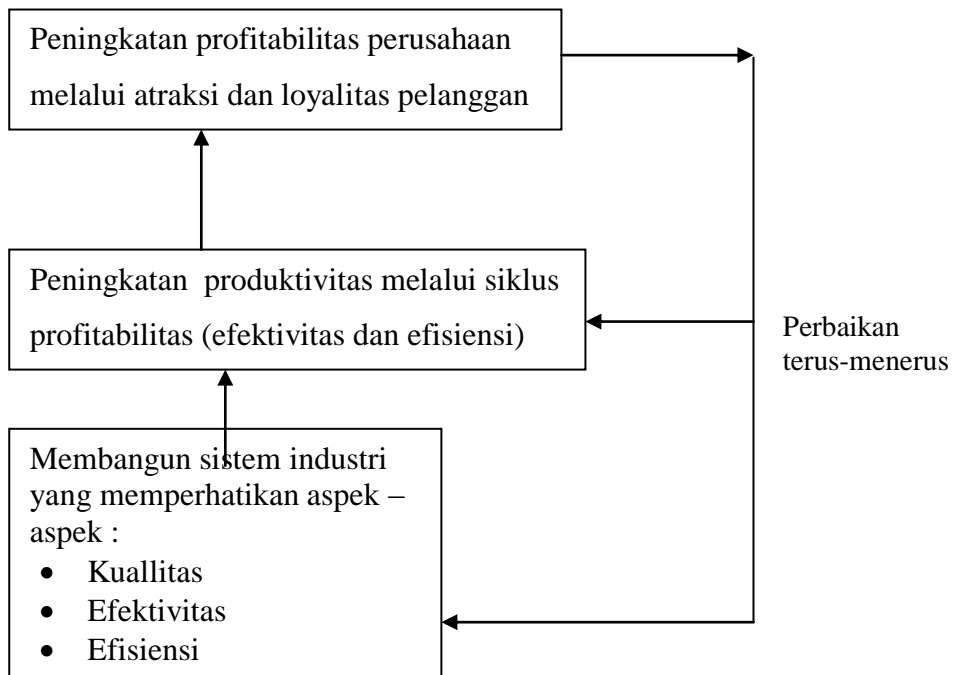 Peningkatan profitabilitas perusahaan
melalui atraksi dan loyalitas pelanggan
Peningkatan produktivitas melalui siklus
profitabilitas (efektivitas dan efisiensi)
Perbaikan
terus-menerus
Membangun sistem industri
yang memperhatikan aspek –
aspek :
• Kuallitas
• Efektivitas
• Efisiensi